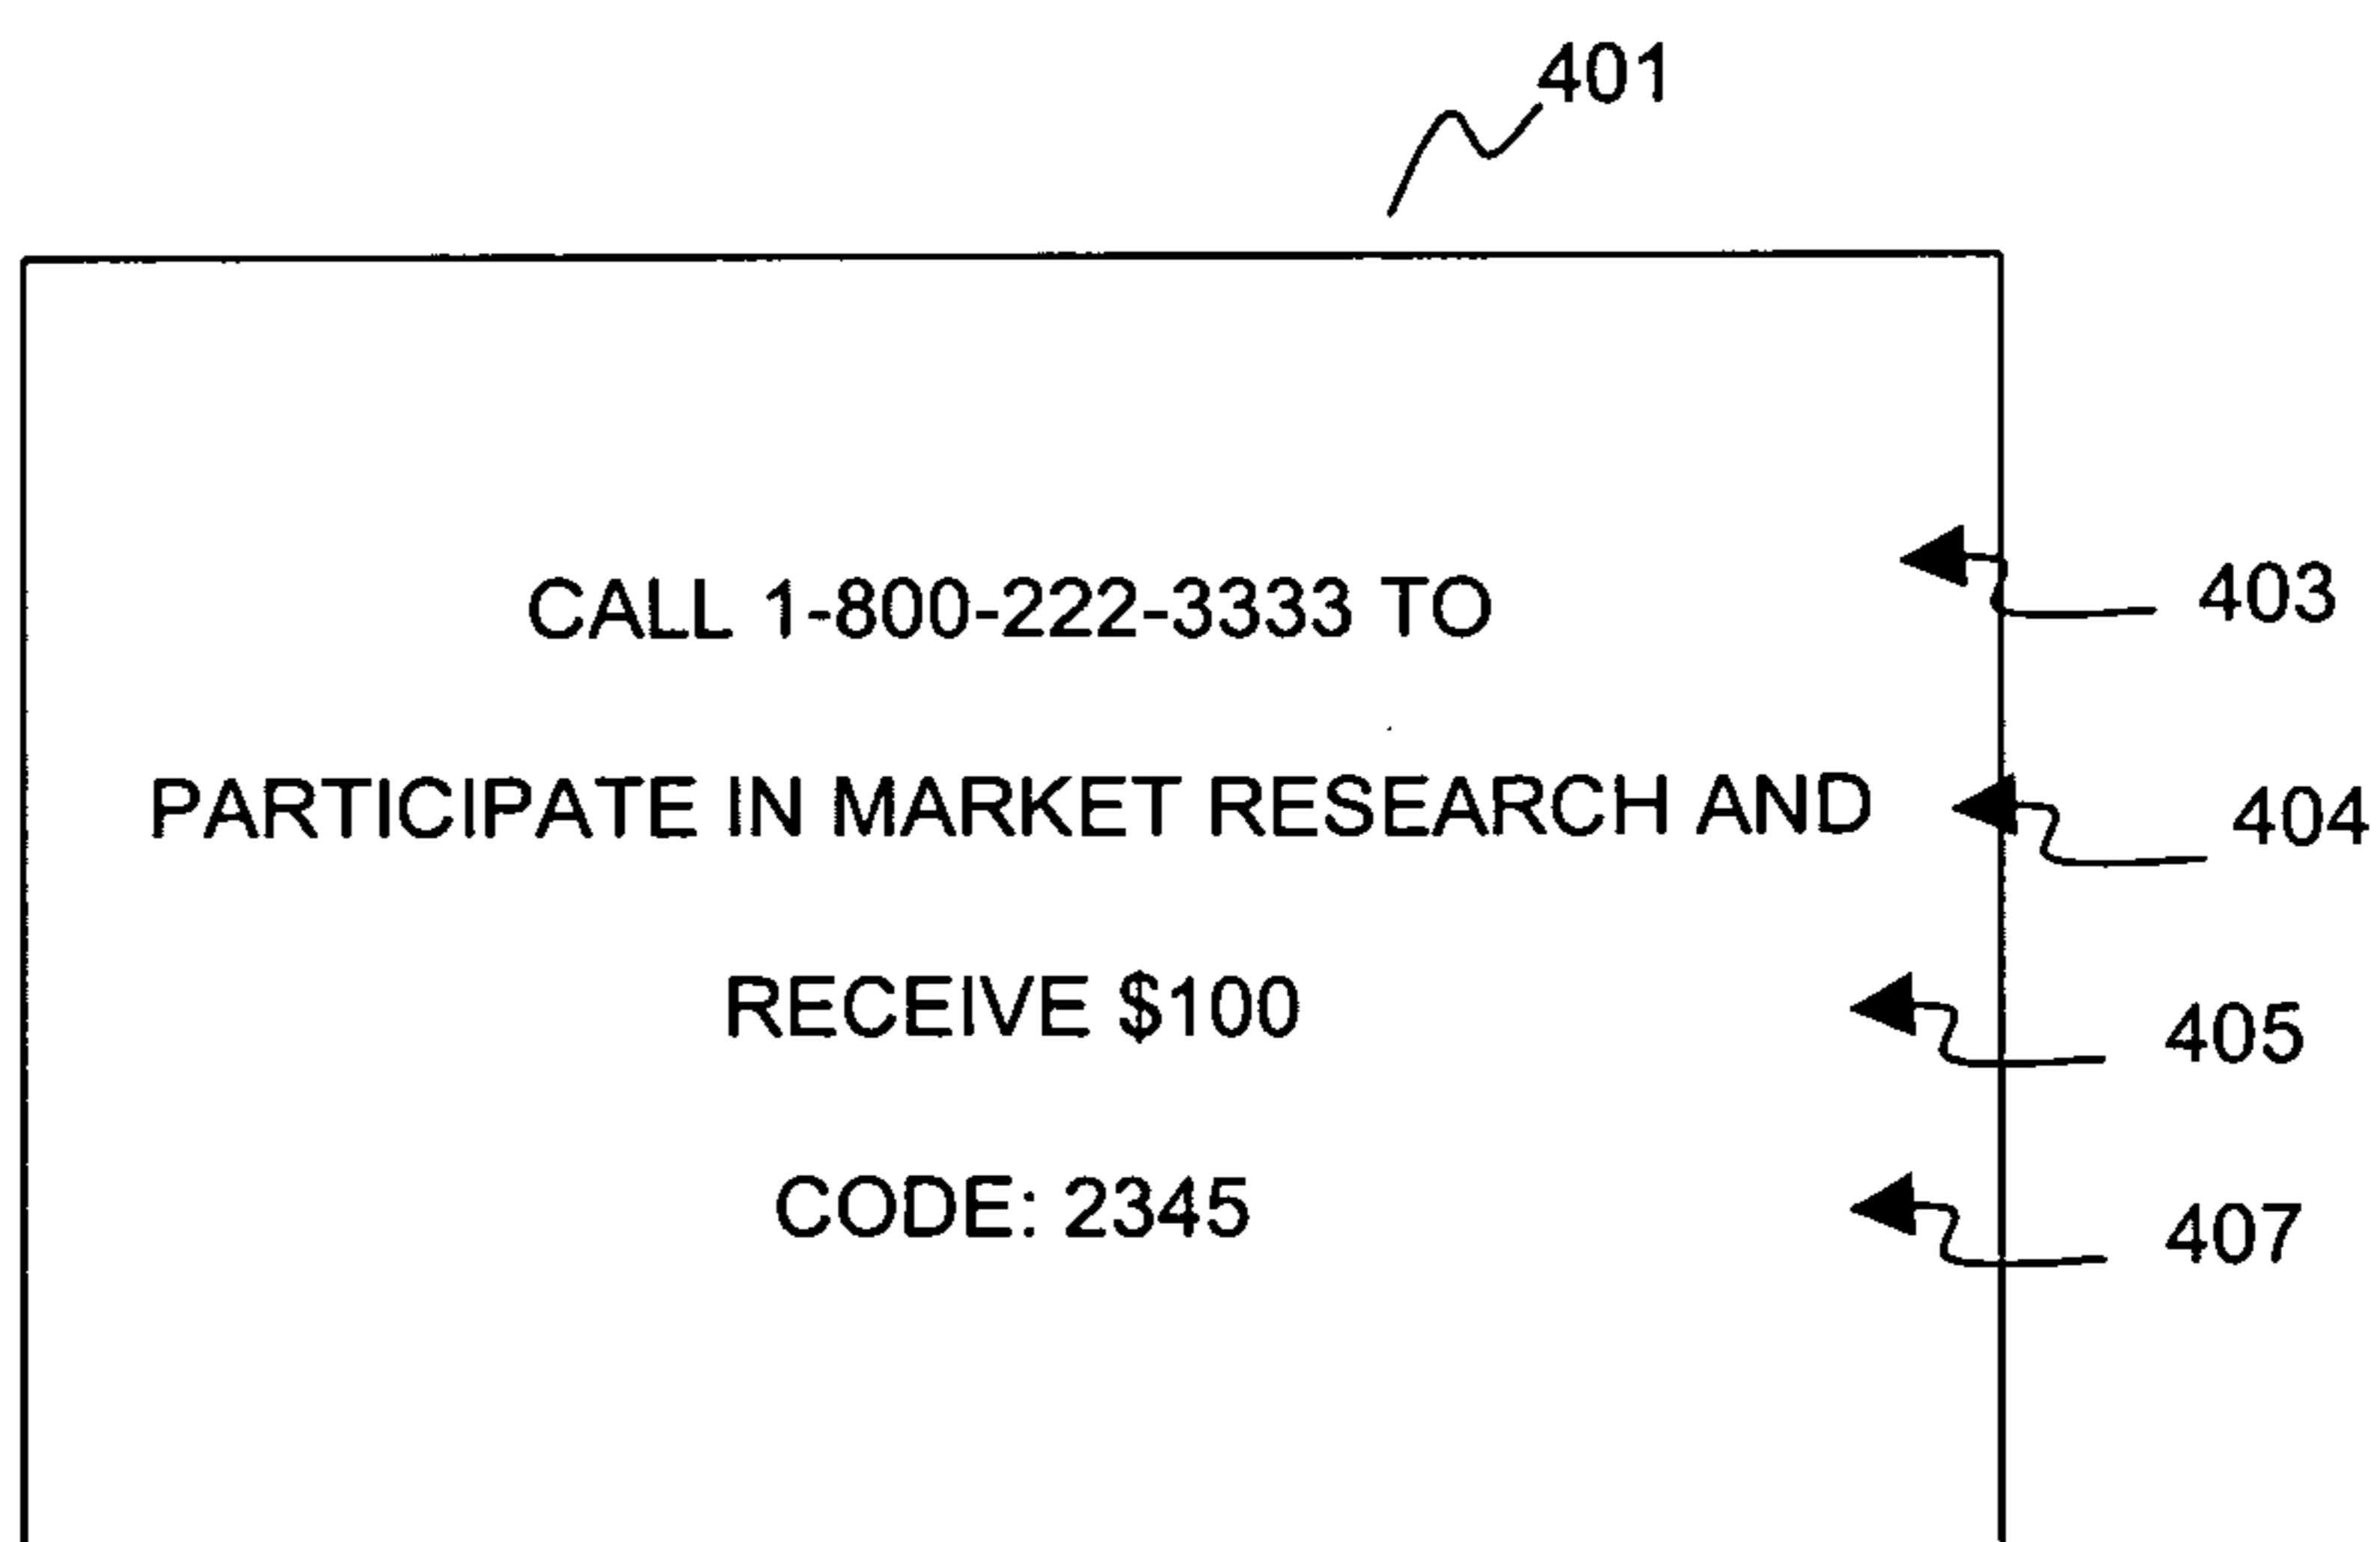 401
CALL 1-800-222-3333 TO
403
PARTICIPATE IN MARKET RESEARCH AND
404
RECEIVE $100
405
CODE: 2345
407